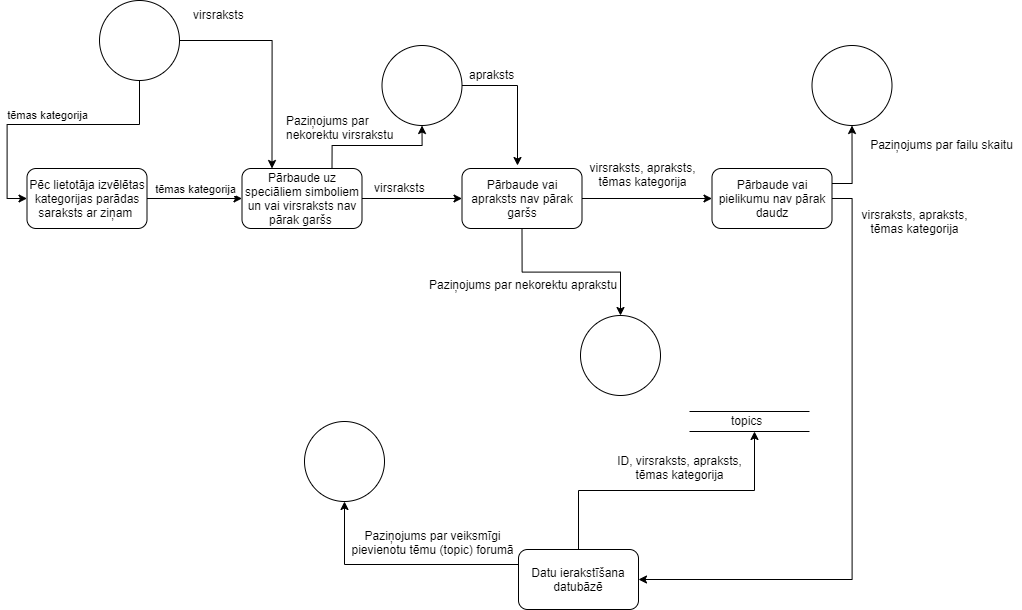 virsraksts
apraksts
tēmas kategorija
Paziņojums par
nekorektu virsrakstu
Paziņojums par failu skaitu
Pēc lietotāja izvēlētas
kategorijas parādas
saraksts ar ziņam
tēmas kategorija
Pārbaude uz
speciāliem simboliem
un vai virsraksts nav
pārak garšs
virsraksts
Pārbaude vai
apraksts nav pārak
garšs
virsraksts, apraksts,
tēmas kategorija
Pārbaude vai
pielikumu nav pārak
daudz
virsraksts, apraksts,
tēmas kategorija
Paziņojums par nekorektu aprakstu
topics
ID, virsraksts, apraksts,
tēmas kategorija
Paziņojums par veiksmīgi
pievienotu tēmu (topic) forumā
Datu ierakstīšana
datubāzē